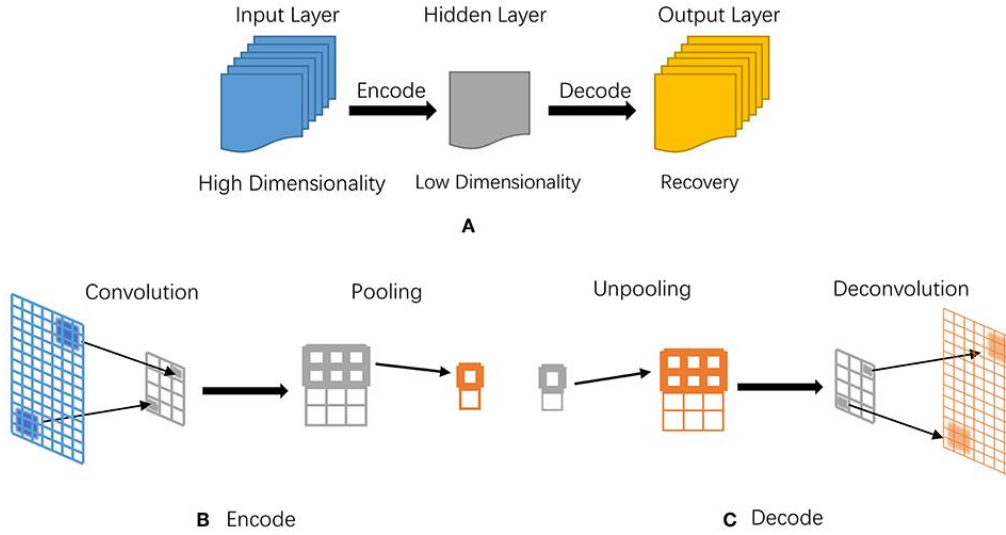 Input Layer
Hidden Layer
Output Layer
Encode
Decode
High Dimensionality
Low Dimensionality
Recovery
A
Convolution
Pooling
Unpooling
Deconvolution
B Encode
C Decode